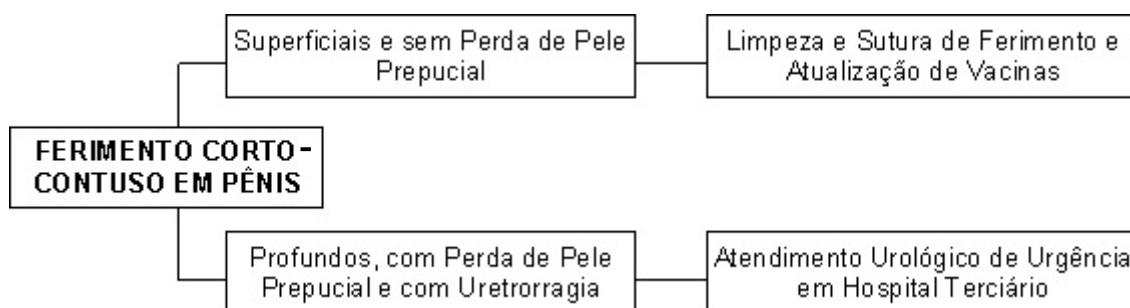 Superficiais e sem Perda de Pele
Prepucial
Limpeza e Sutura de Ferimento e
Atualização de Vacinas
FERIMENTO CORTO-
CONTUSO EM PÊNIS
Profundos, com Perda de Pele
Prepucial e com Uretrorragia
Atendimento Urológico de Urgência
em Hospital Terciário